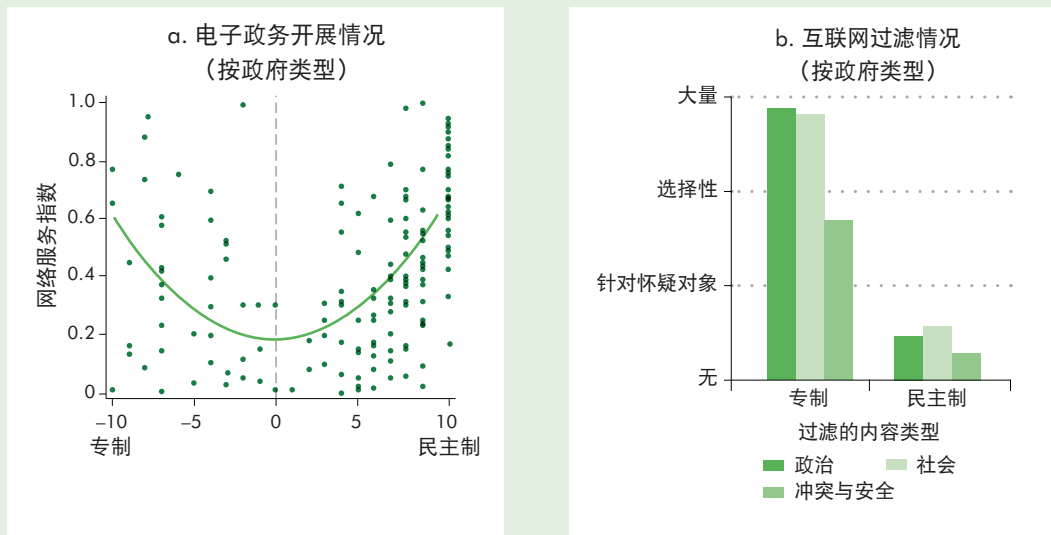 a. 电子政务开展情况
（按政府类型）
网络服务指数
1.0
0.8
0.6
0.4
0.2
0
–10
–5
0
5
10
专制
民主制
b. 互联网过滤情况
（按政府类型）
大量
选择性
针对怀疑对象
无
专制
民主制
过滤的内容类型
政治
社会
冲突与安全